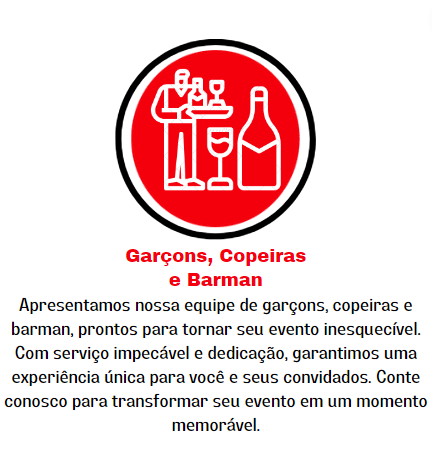 Garçons, Copeiras
e Barman
Apresentamos nossa equipe de garçons, copeiras e
barman, prontos para tornar seu evento inesquecível.
Com serviço impecável e dedicação, garantimos uma
experiência única para você e seus convidados. Conte
conosco para transformar seu evento em um momento
memorável.